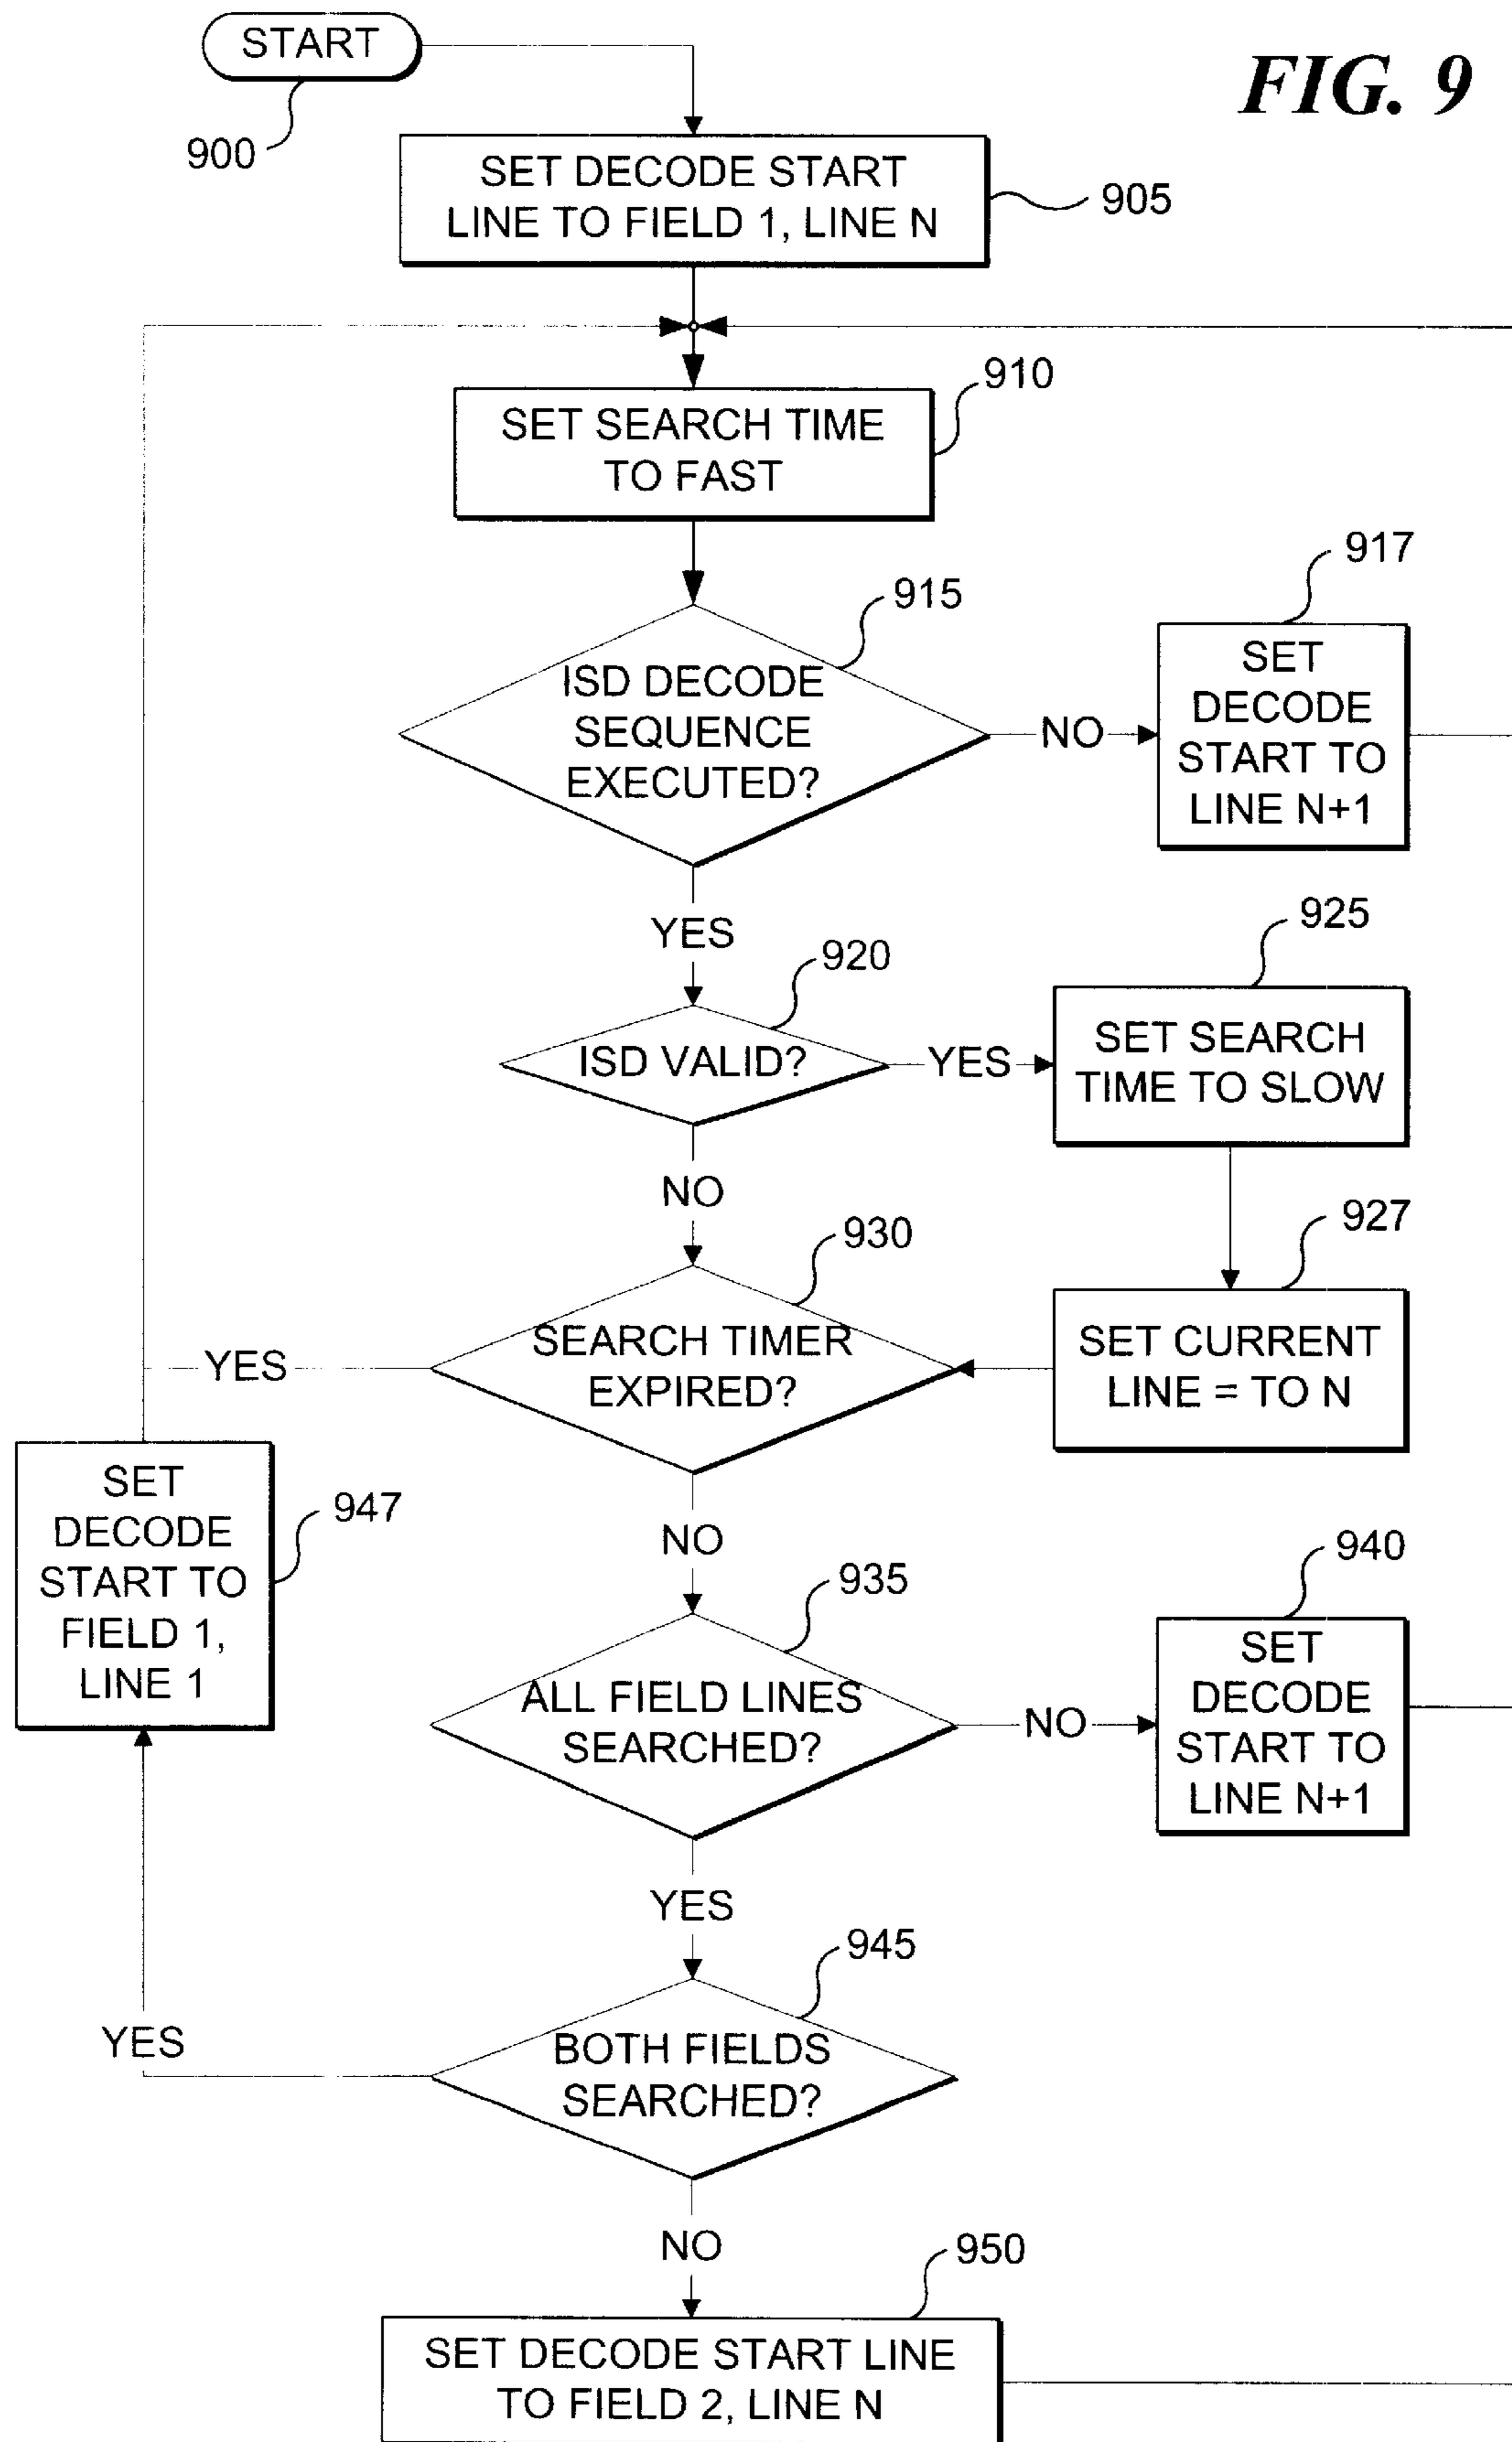 START
FIG. 9
900
SET DECODE START
LINE TO FIELD 1, LINE N
905
910
SET SEARCH TIME
TO FAST
917
915
ISD DECODE
SEQUENCE
EXECUTED?
NO
SET
DECODE
START TO
LINE N+1
YES
925
920
ISD VALID?
YES
SET SEARCH
TIME TO SLOW
NO
927
930
SEARCH TIMER
EXPIRED?
YES
SET CURRENT
LINE = TO N
SET
DECODE
START TO
FIELD 1,
LINE 1
947
NO
940
935
ALL FIELD LINES
SEARCHED?
NO
SET
DECODE
START TO
LINE N+1
YES
945
BOTH FIELDS
SEARCHED?
YES
NO
950
SET DECODE START LINE
TO FIELD 2, LINE N